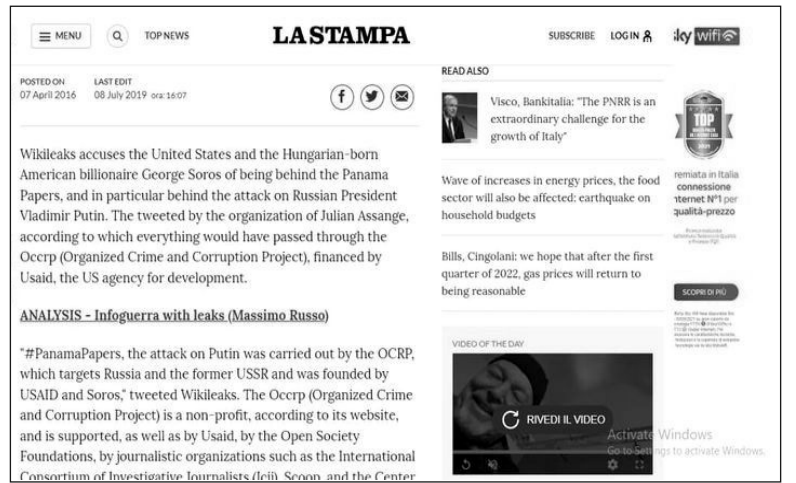 MENU
TOP NEWS
LA STAMPA
SUBSCRIBE
LOG IN
sky wifi
POSTED ON
07 April 2016
LAST EDIT
08 July 2019 ora: 16:07
Wikileaks accuses the United States and the Hungarian-born
American billionaire George Soros of being behind the Panama
Papers, and in particular behind the attack on Russian President
Vladimir Putin. The tweeted by the organization of Julian Assange,
according to which everything would have passed through the
Occrp (Organized Crime and Corruption Project), financed by
Usaid, the US agency for development.
ANALYSIS - Infoguerra with leaks (Massimo Russo)
"#PanamaPapers, the attack on Putin was carried out by the OCRP,
which targets Russia and the former USSR and was founded by
USAID and Soros," tweeted Wikileaks. The Occrp (Organized Crime
and Corruption Project) is a non-profit, according to its website,
and is supported, as well as by Usaid, by the Open Society
Foundations, by journalistic organizations such as the International
Consortium of Investigative Journalists (Icij), Scoop, and the Center
READ ALSO
Visco, Bankitalia: "The PNRR is an
extraordinary challenge for the
growth of Italy"
Wave of increases in energy prices, the food
sector will also be affected: earthquake on
household budgets
Bills, Cingolani: we hope that after the first
quarter of 2022, gas prices will return to
being reasonable
VIDEO OF THE DAY
RIVEDI IL VIDEO
TOP
remiata in Italia
connessione
nternet N°1 per
qualità-prezzo
SCOPRI DI PIÙ
Activate Windows
Go to Settings to activate Windows.